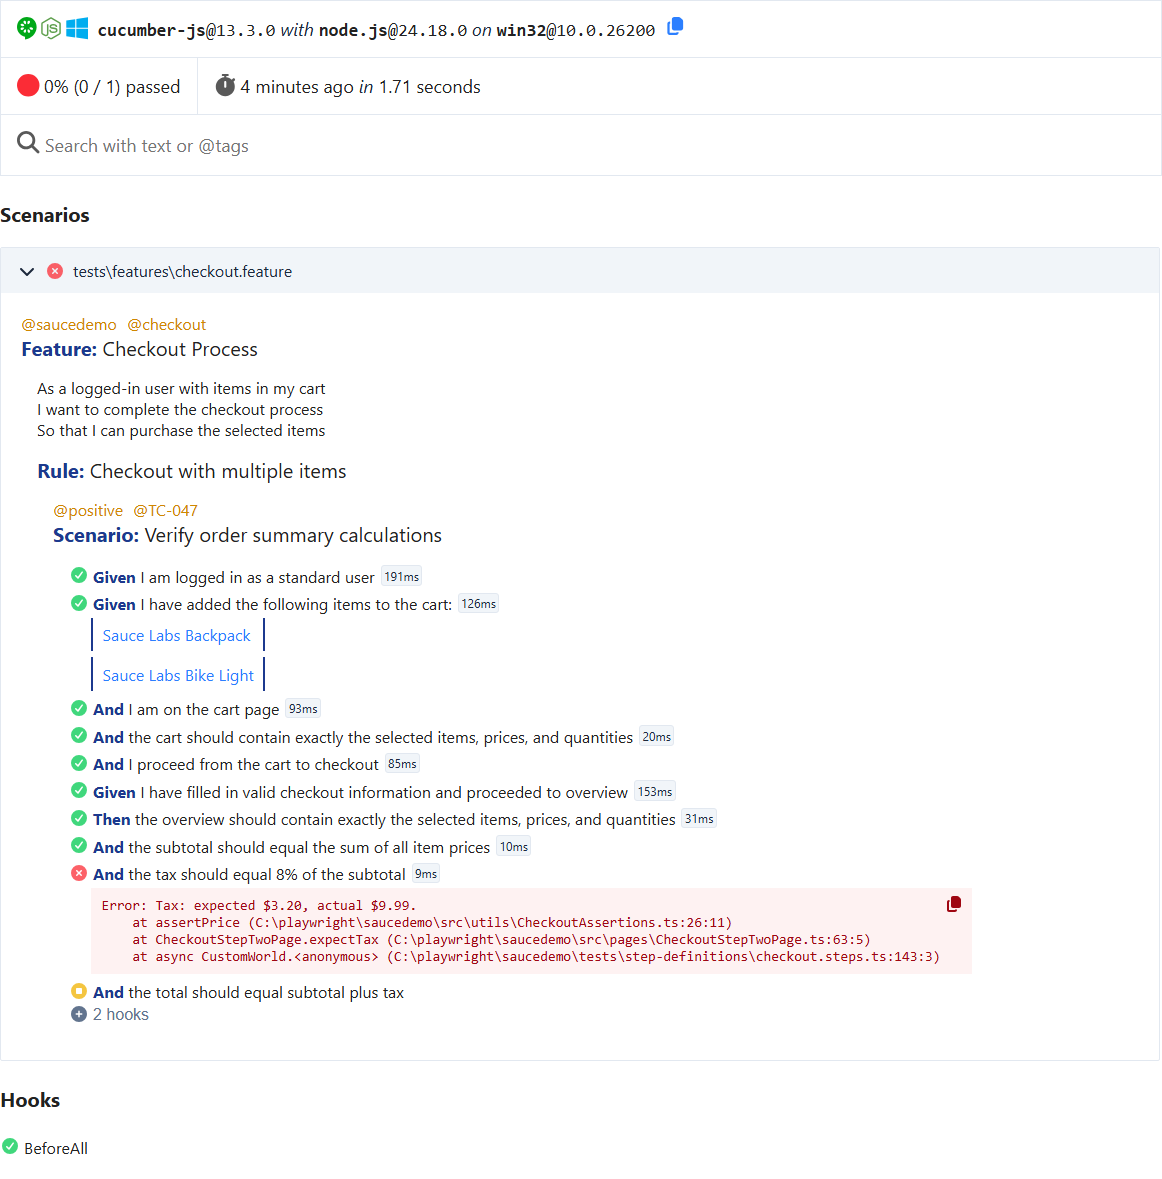 cucumber-js@13.3.0 with node.js@24.18.0 on win32@10.0.26200
0% (0 / 1) passed
4 minutes ago in 1.71 seconds
Search with text or @tags
Scenarios
tests\features\checkout.feature
@saucedemo @checkout
Feature: Checkout Process
As a logged-in user with items in my cart
I want to complete the checkout process
So that I can purchase the selected items
Rule: Checkout with multiple items
@positive @TC-047
Scenario: Verify order summary calculations
Given I am logged in as a standard user 191ms
Given I have added the following items to the cart: 126ms
Sauce Labs Backpack
Sauce Labs Bike Light
And I am on the cart page 93ms
And the cart should contain exactly the selected items, prices, and quantities 20ms
And I proceed from the cart to checkout 85ms
Given I have filled in valid checkout information and proceeded to overview 153ms
Then the overview should contain exactly the selected items, prices, and quantities 31ms
And the subtotal should equal the sum of all item prices 10ms
And the tax should equal 8% of the subtotal 9ms
Error: Tax: expected $3.20, actual $9.99.
at assertPrice (C:\playwright\saucedemo\src\utils\CheckoutAssertions.ts:26:11)
at CheckoutStepTwoPage.expectTax (C:\playwright\saucedemo\src\pages\CheckoutStepTwoPage.ts:63:5)
at async CustomWorld.<anonymous> (C:\playwright\saucedemo\tests\step-definitions\checkout.steps.ts:143:3)
And the total should equal subtotal plus tax
2 hooks
Hooks
BeforeAll